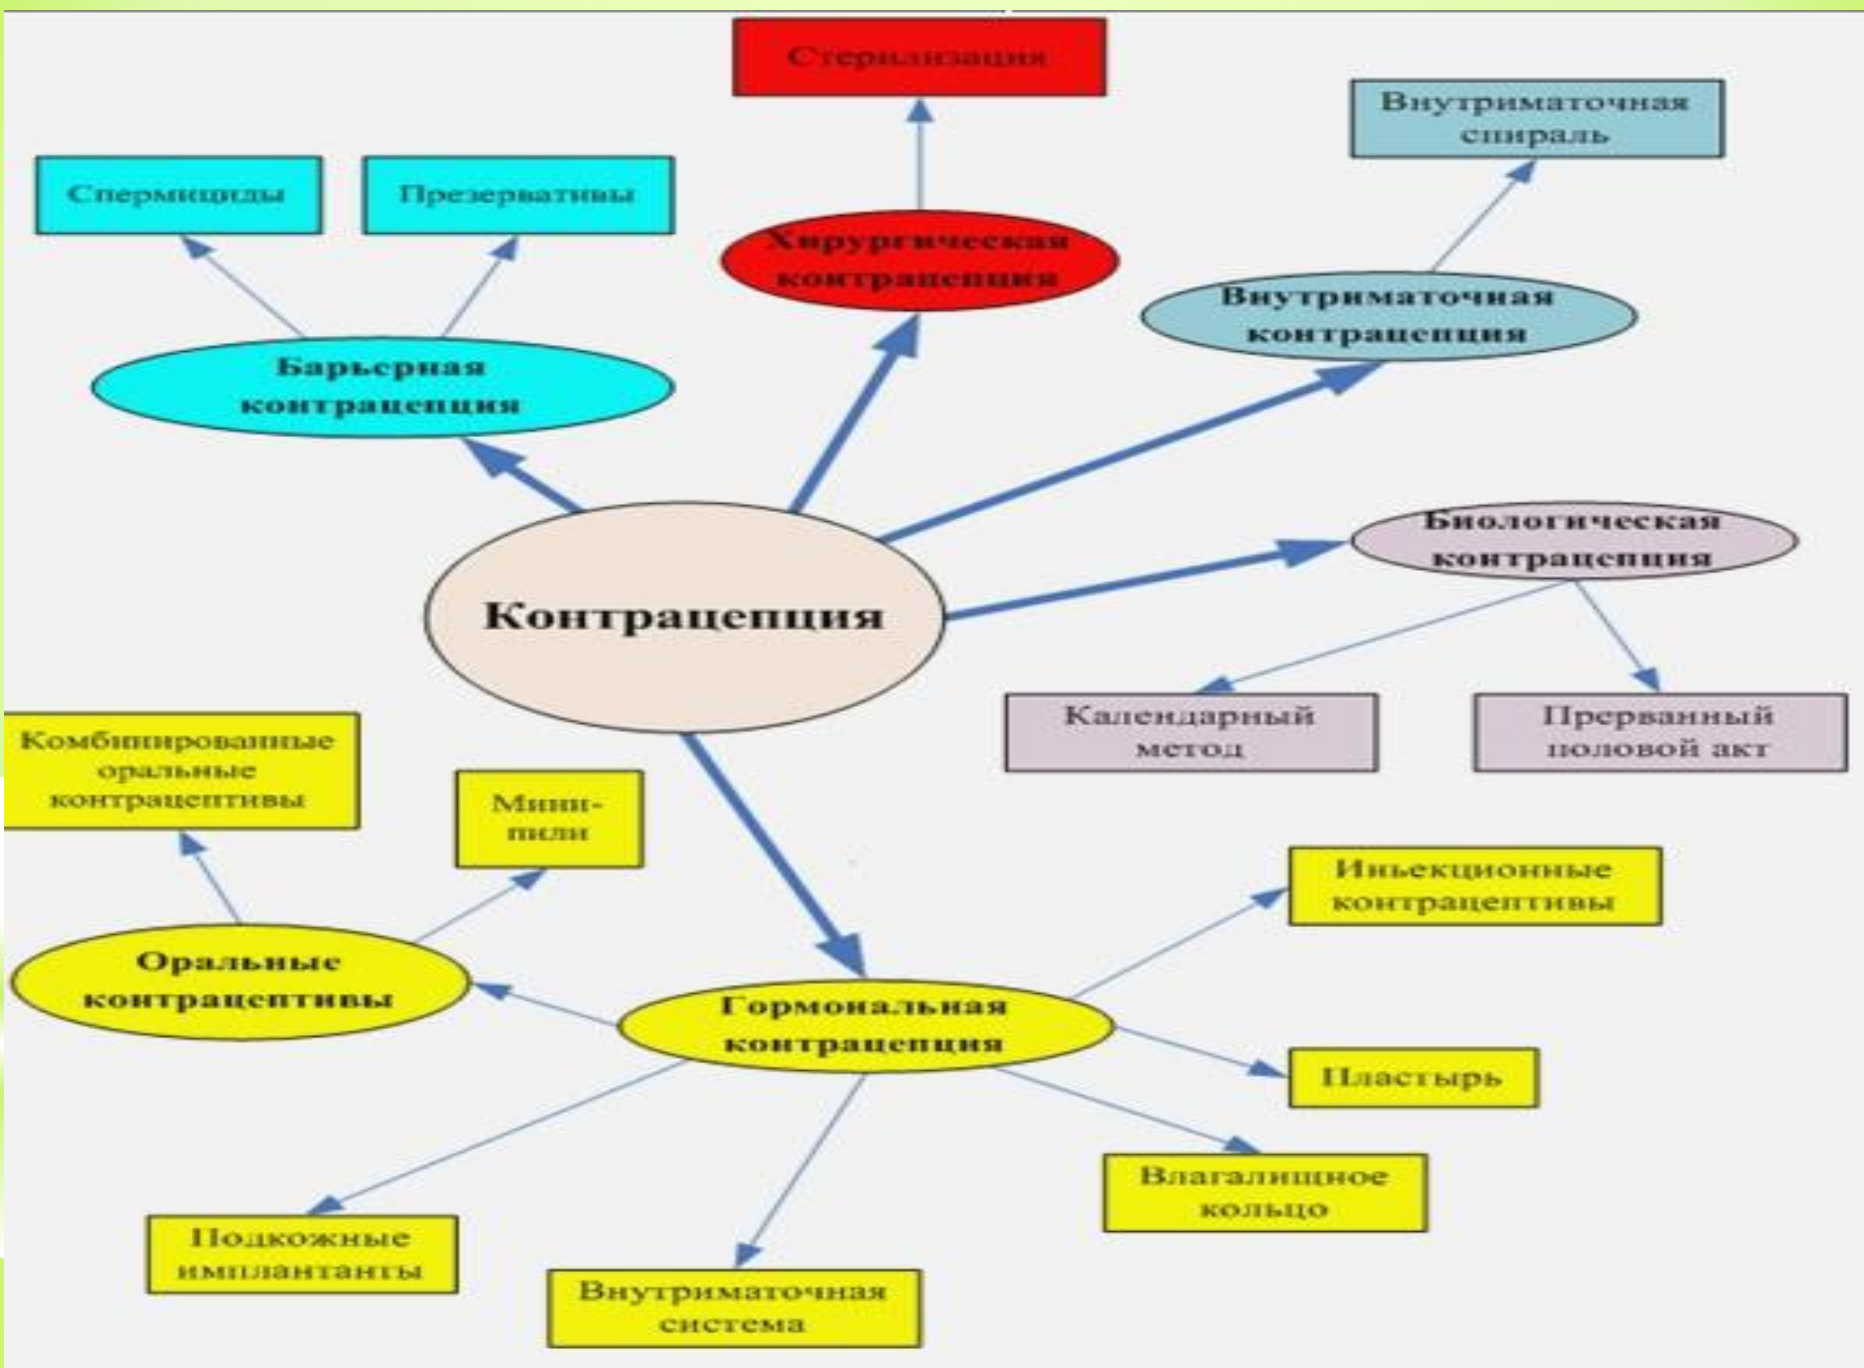 Стерилизация
Внутриматочная
спираль
Спермициды
Презервативы
Хирургическая
контрацепция
Внутриматочная
контрацепция
Барьерная
контрацепция
Биологическая
контрацепция
Контрацепция
Календарный
метод
Прерванный
половой акт
Комбинированные
оральные
контрацептивы
Мини-
пили
Иньекционные
контрацептивы
Оральные
контрацептивы
Гормональная
контрацепция
Пластырь
Влагалищное
кольцо
Подкожные
имплантанты
Внутриматочная
система